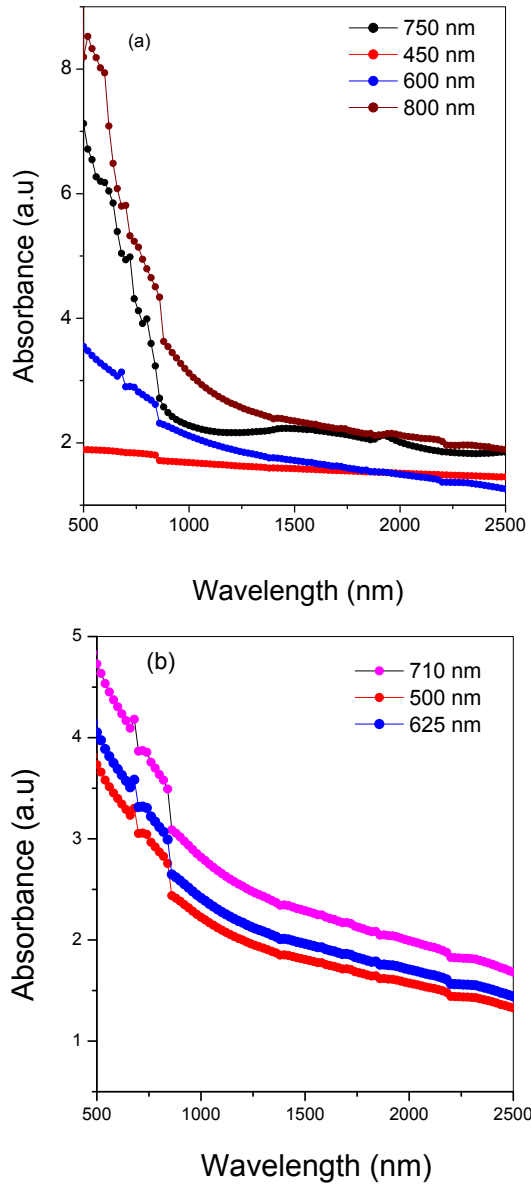 (a)
750 nm
450 nm
600 nm
800 nm
8
6
4
2
Absorbance (a.u)
500 1000 1500 2000 2500
Wavelength (nm)
(b)
710 nm
500 nm
625 nm
5
4
3
2
1
Absorbance (a.u)
500 1000 1500 2000 2500
Wavelength (nm)